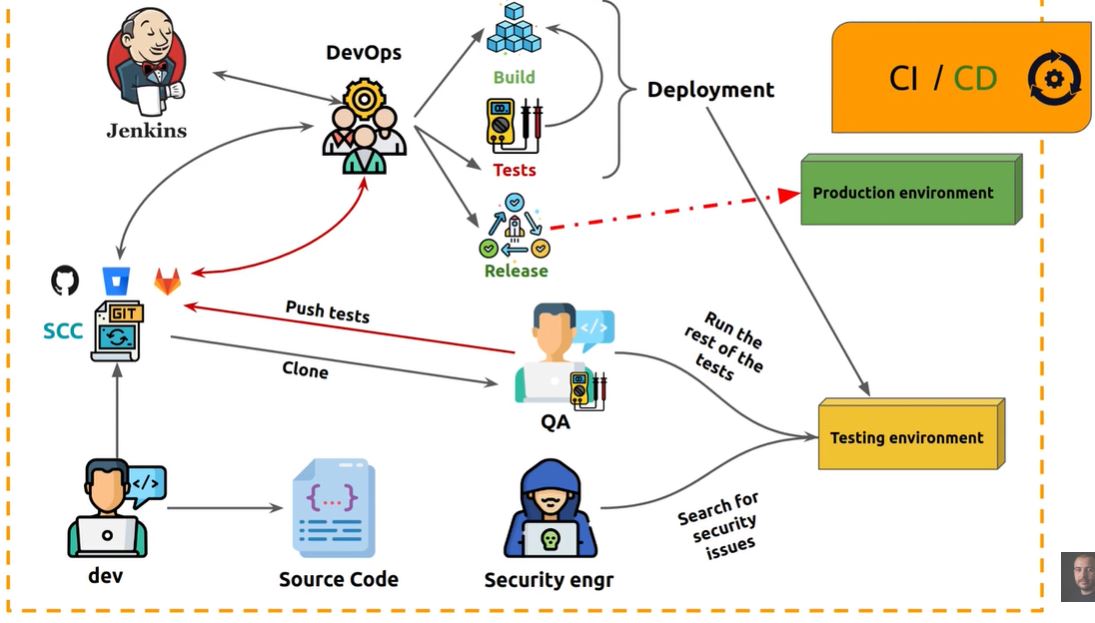 DevOps
Jenkins
Build
Tests
Release
Deployment
CI / CD
Production environment
GIT
SCC
Push tests
Clone
</>
QA
Run the
rest of the
tests
Testing environment
</>
dev
{...}
Source Code
Security engr
Search for
security
issues